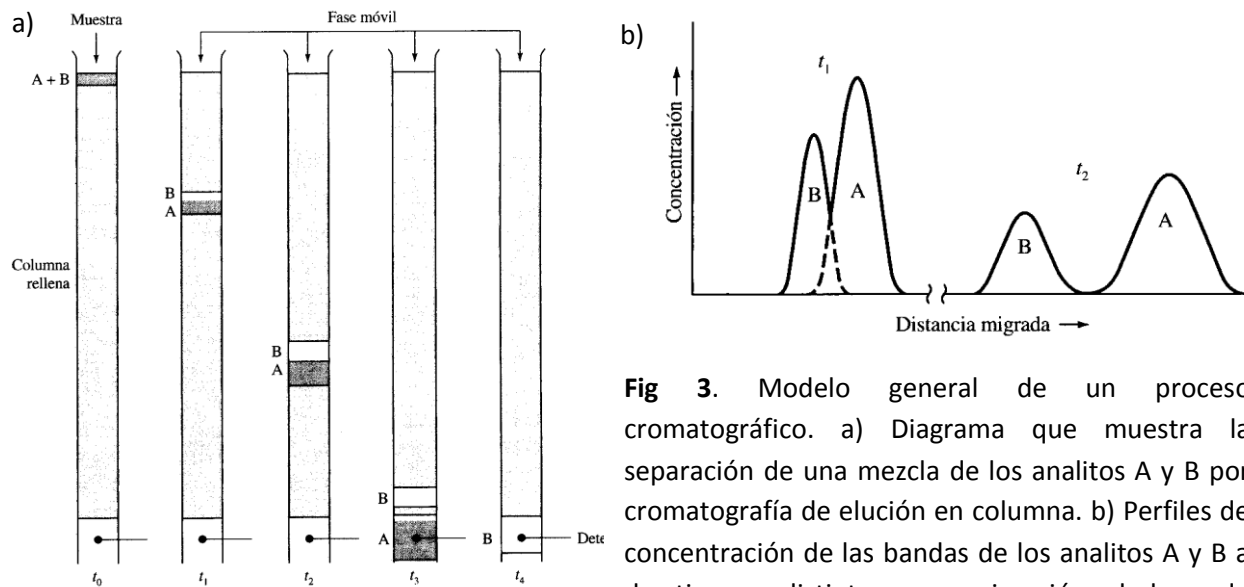 a)
Muestra
Fase móvil
A + B
B
A
Columna
rellena
B
A
B
A
B
t0
t1
t2
t3
t4
b)
Concentración
t1
t2
B
A
B
A
Distancia migrada
Fig 3. Modelo general de un proceso
cromatográfico. a) Diagrama que muestra la
separación de una mezcla de los analitos A y B por
cromatografía de elución en columna. b) Perfiles de
concentración de las bandas de los analitos A y B a